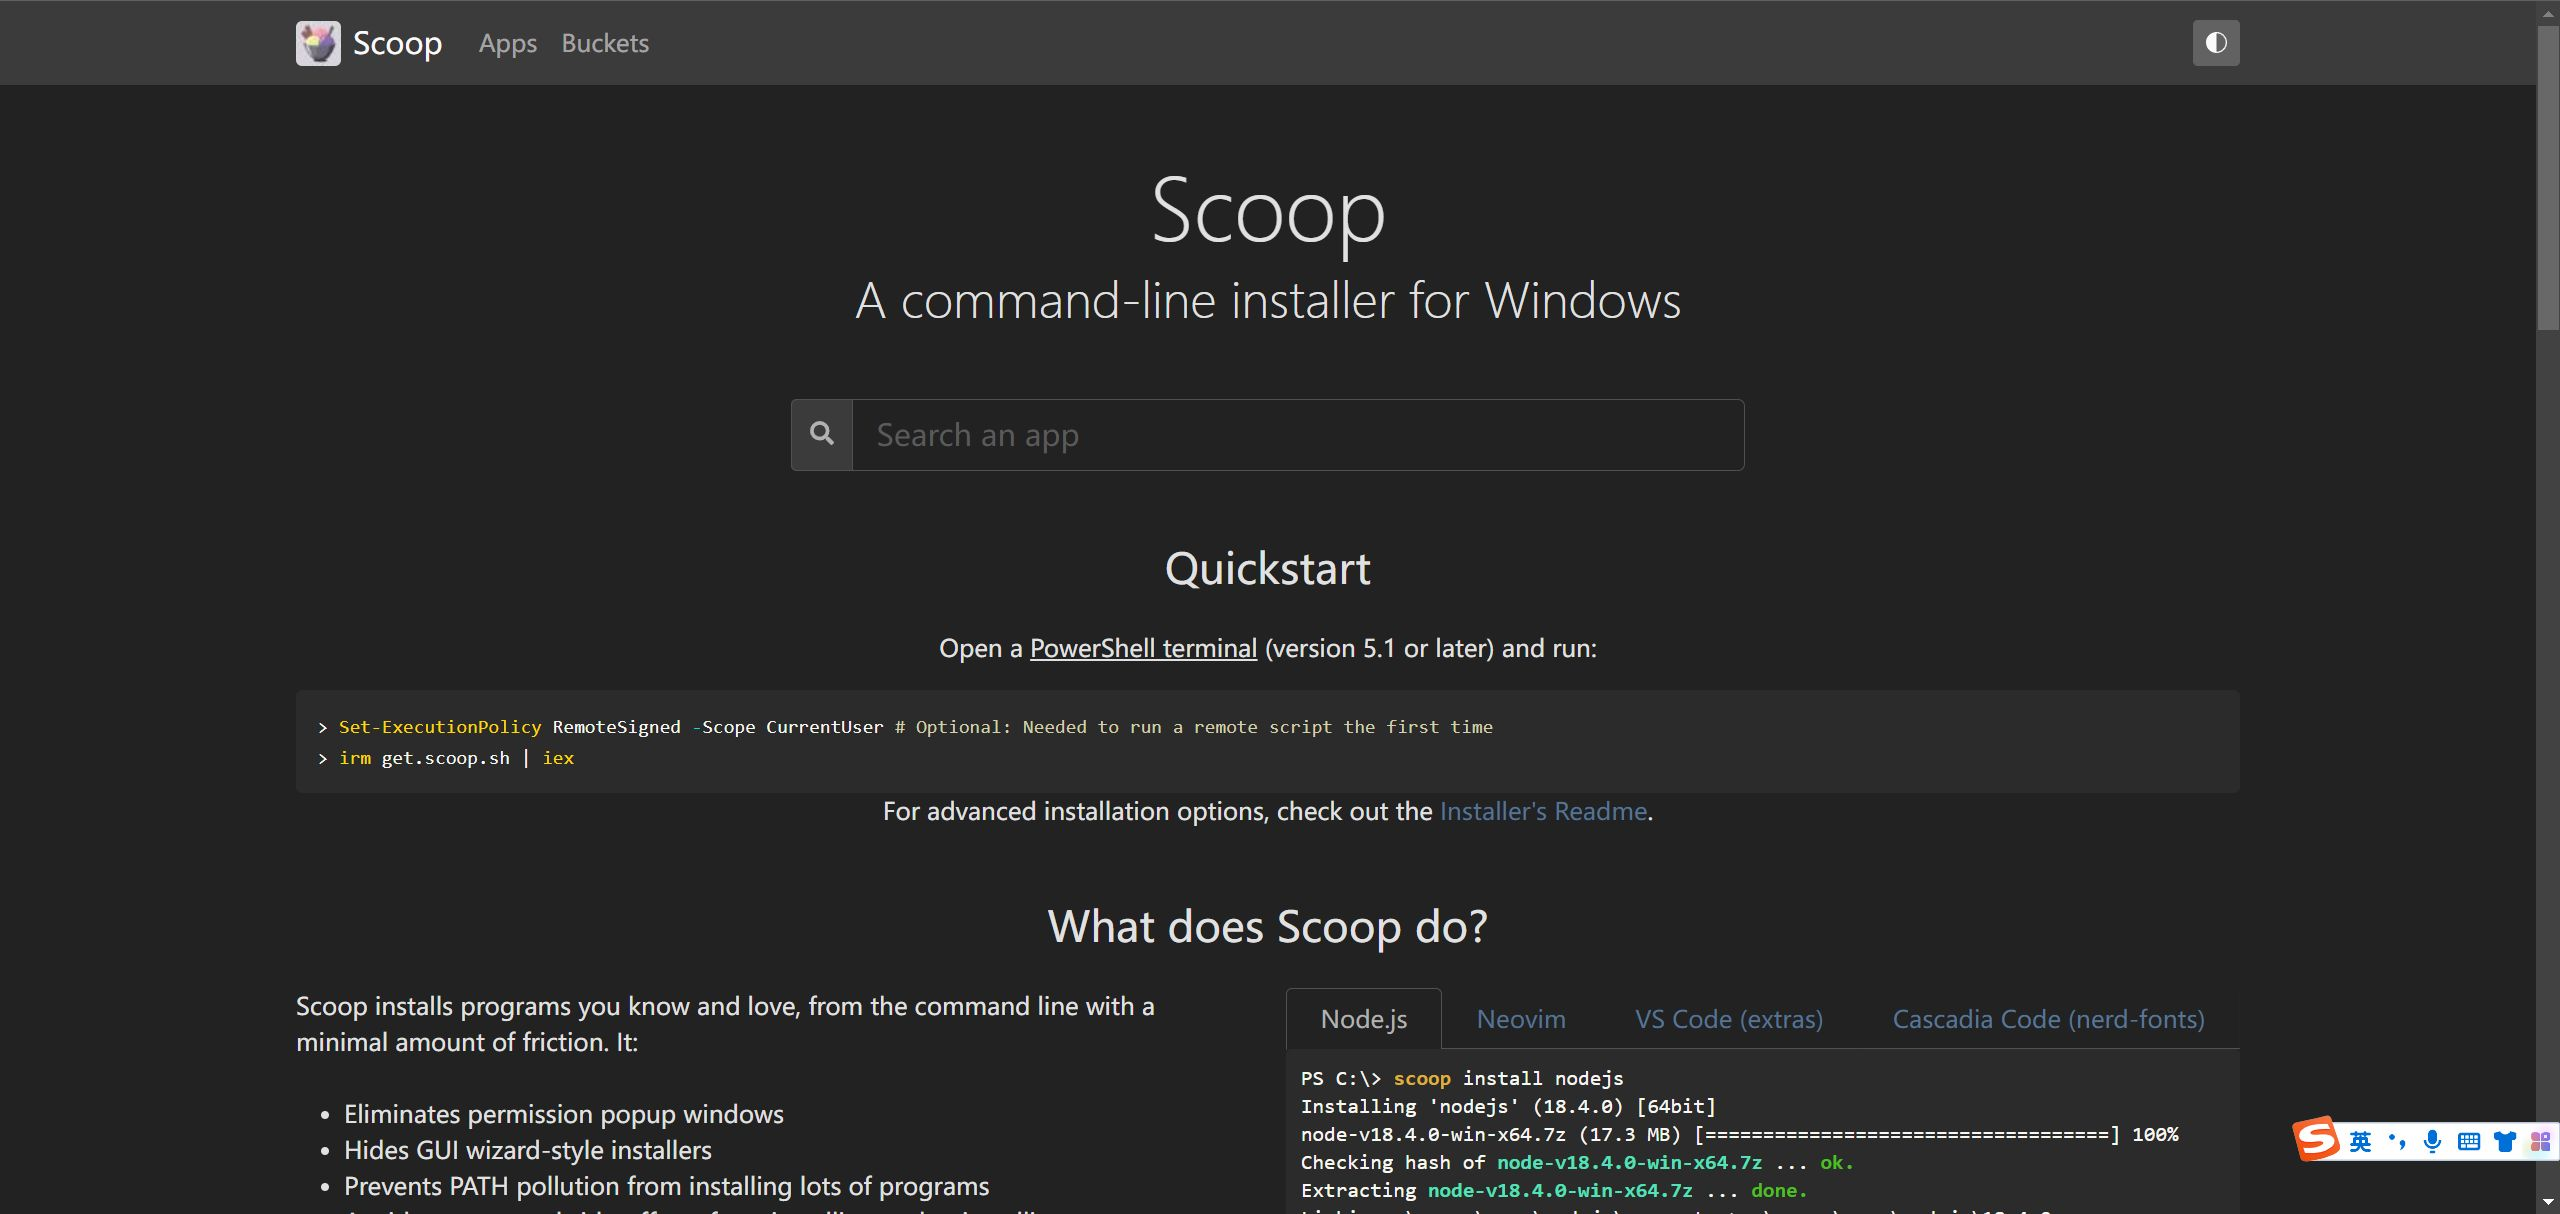 Scoop Apps Buckets
Scoop
A command-line installer for Windows
Search an app
Quickstart
Open a PowerShell terminal (version 5.1 or later) and run:
> Set-ExecutionPolicy RemoteSigned -Scope CurrentUser # Optional: Needed to run a remote script the first time
> irm get.scoop.sh | iex
For advanced installation options, check out the Installer's Readme.
What does Scoop do?
Scoop installs programs you know and love, from the command line with a
minimal amount of friction. It:
• Eliminates permission popup windows
• Hides GUI wizard-style installers
• Prevents PATH pollution from installing lots of programs
Node.js Neovim VS Code (extras) Cascadia Code (nerd-fonts)
PS C:\> scoop install nodejs
Installing 'nodejs' (18.4.0) [64bit]
node-v18.4.0-win-x64.7z (17.3 MB) [===================================] 100%
Checking hash of node-v18.4.0-win-x64.7z ... ok.
Extracting node-v18.4.0-win-x64.7z ... done.
S 英